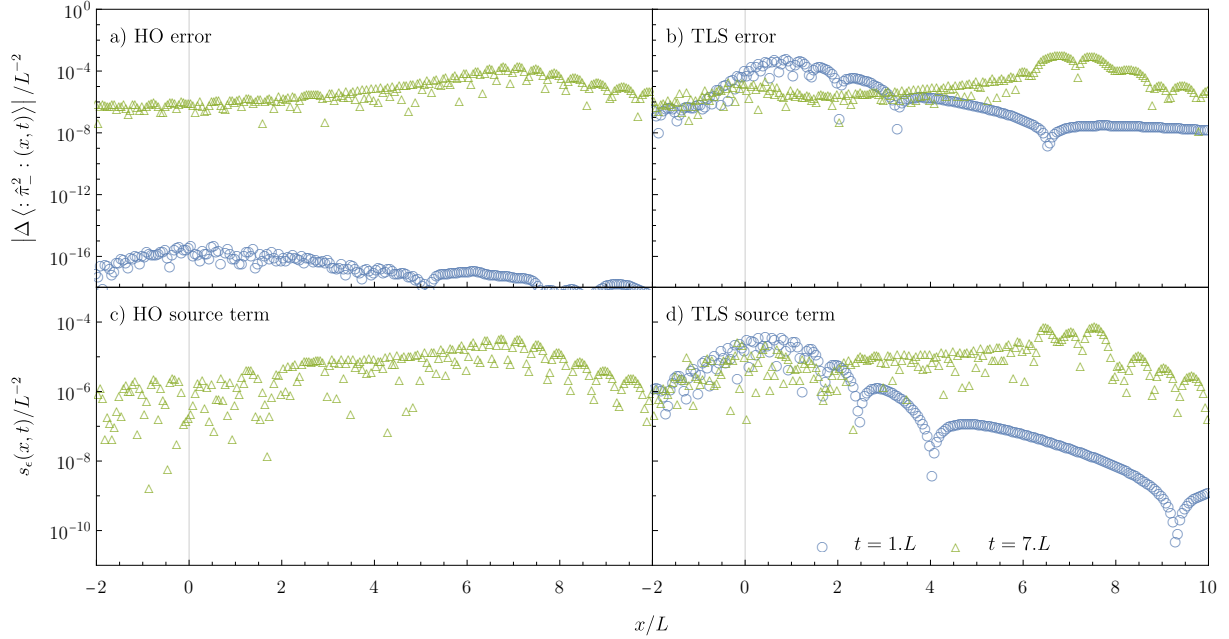 a) HO error
b) TLS error
|Δ⟨: π̂²₋ : (x, t)⟩| /L⁻²
10⁰
10⁻⁴
10⁻⁸
10⁻¹²
10⁻¹⁶
c) HO source term
d) TLS source term
s_ϵ(x, t)/L⁻²
10⁻⁴
10⁻⁶
10⁻⁸
10⁻¹⁰
t = 1.L
t = 7.L
−2 0 2 4 6 8 −2 0 2 4 6 8 10
x/L